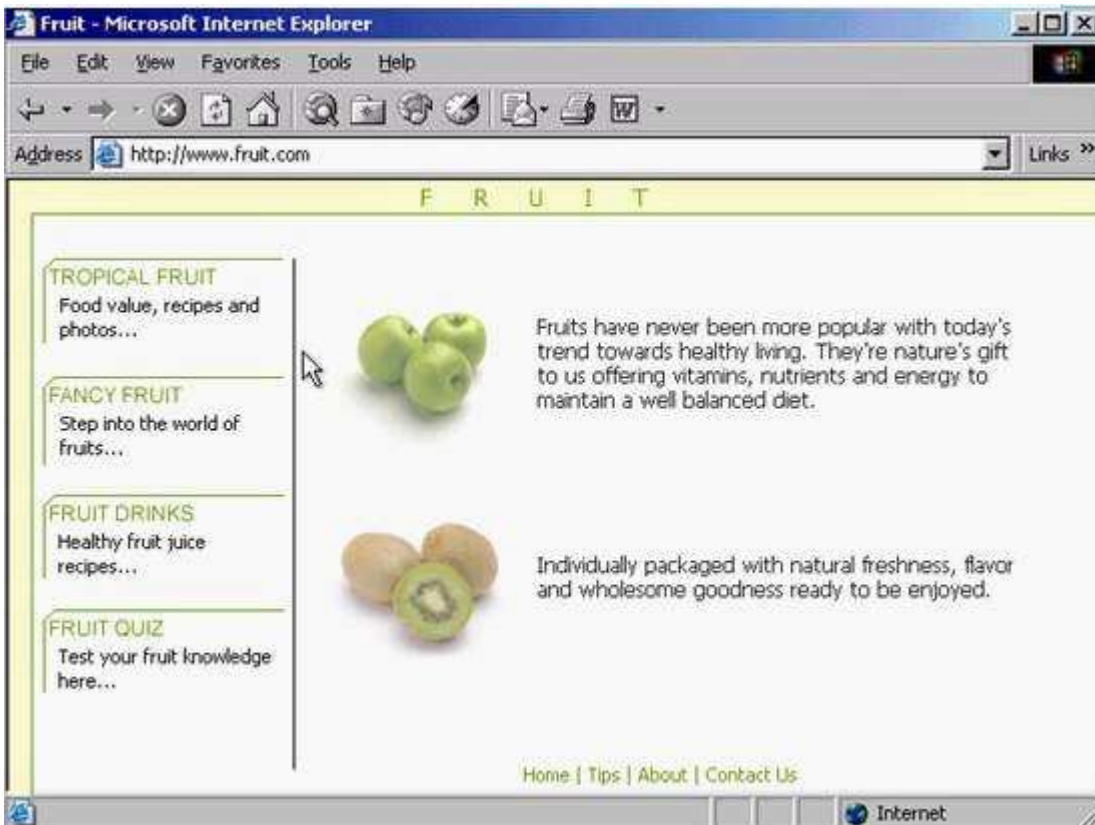 Fruit - Microsoft Internet Explorer
File Edit View Favorites Tools Help
Address http://www.fruit.com Links »
F R U I T
TROPICAL FRUIT
Food value, recipes and
photos...
FANCY FRUIT
Step into the world of
fruits...
FRUIT DRINKS
Healthy fruit juice
recipes...
FRUIT QUIZ
Test your fruit knowledge
here...
Fruits have never been more popular with today's
trend towards healthy living. They're nature's gift
to us offering vitamins, nutrients and energy to
maintain a well balanced diet.
Individually packaged with natural freshness, flavor
and wholesome goodness ready to be enjoyed.
Home | Tips | About | Contact Us
Internet